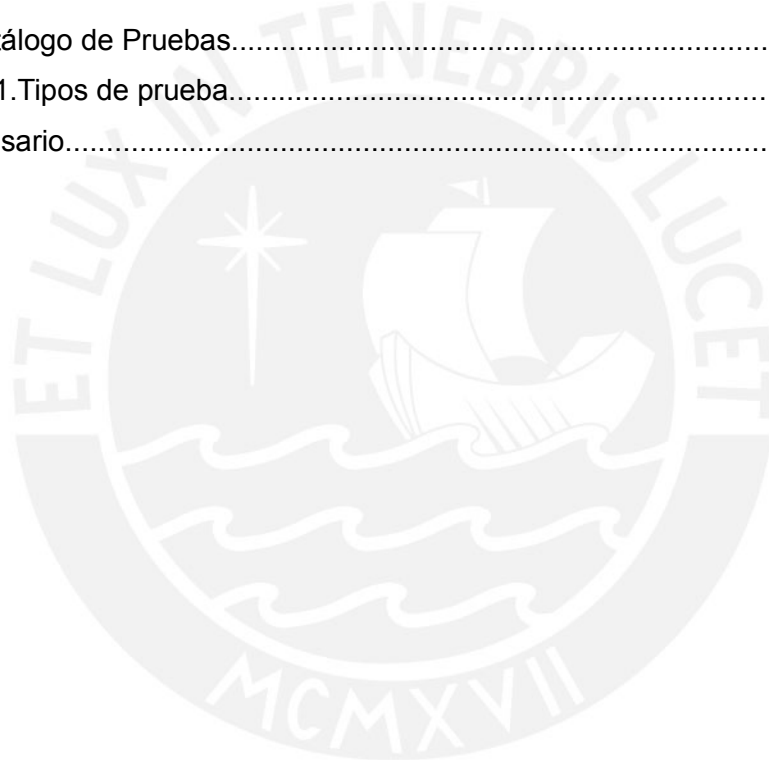 tálogo de Pruebas.................................................................
1.Tipos de prueba.................................................................
sario.....................................................................................
ET LUX IN TENEBRIS LUCET
MCMXVII